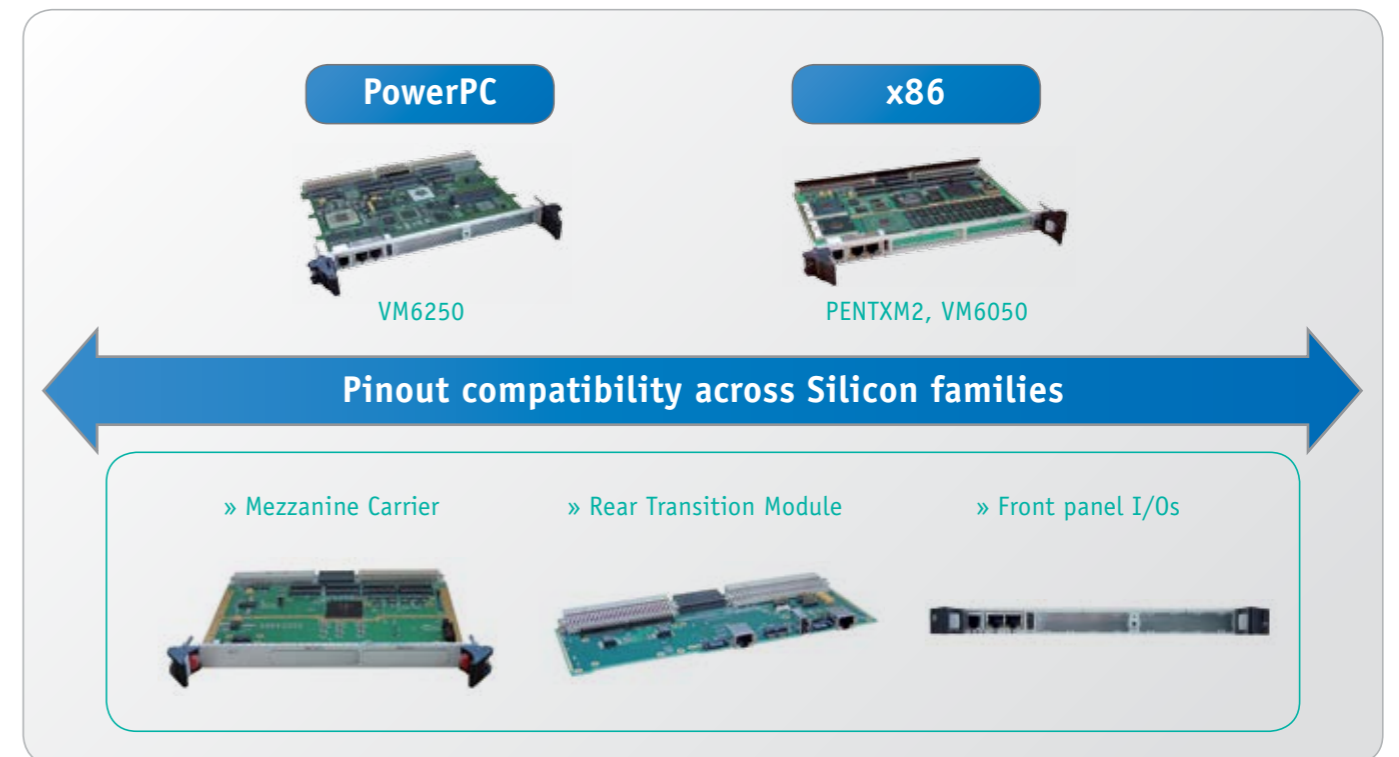 PowerPC
x86
VM6250
PENTXM2, VM6050
Pinout compatibility across Silicon families
» Mezzanine Carrier
» Rear Transition Module
» Front panel I/Os